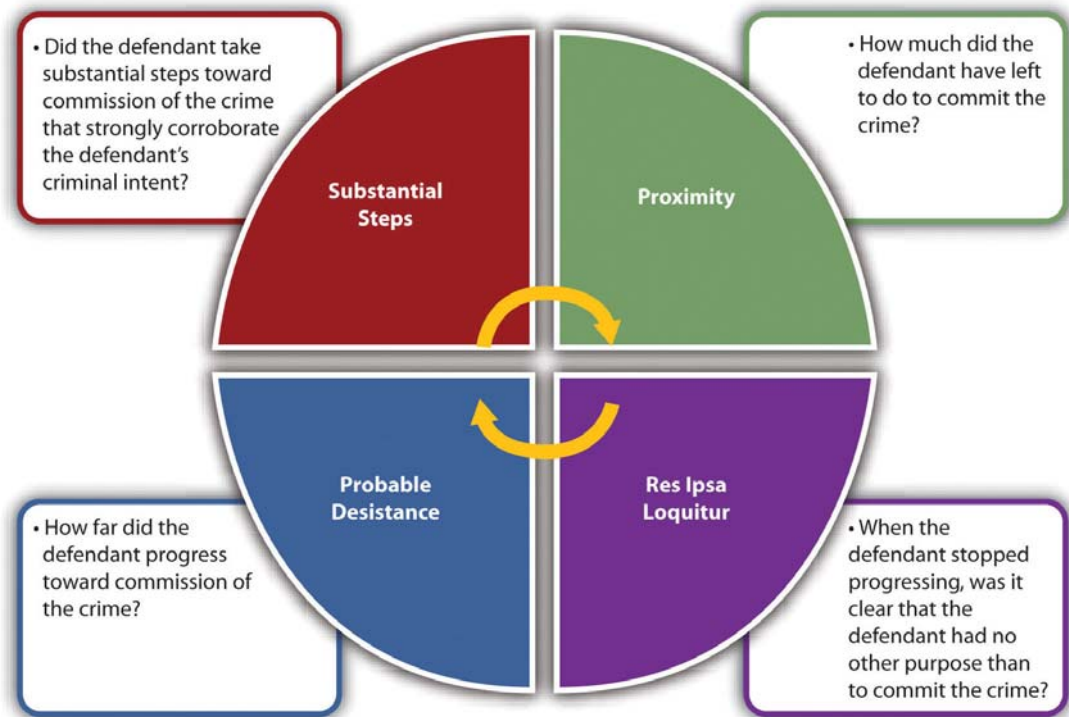 • Did the defendant take
substantial steps toward
commission of the crime
that strongly corroborate
the defendant's
criminal intent?
Substantial
Steps
Proximity
• How much did the
defendant have left
to do to commit the
crime?
Probable
Desistance
• How far did the
defendant progress
toward commission of
the crime?
Res Ipsa
Loquitur
• When the
defendant stopped
progressing, was it
clear that the
defendant had no
other purpose than
to commit the crime?